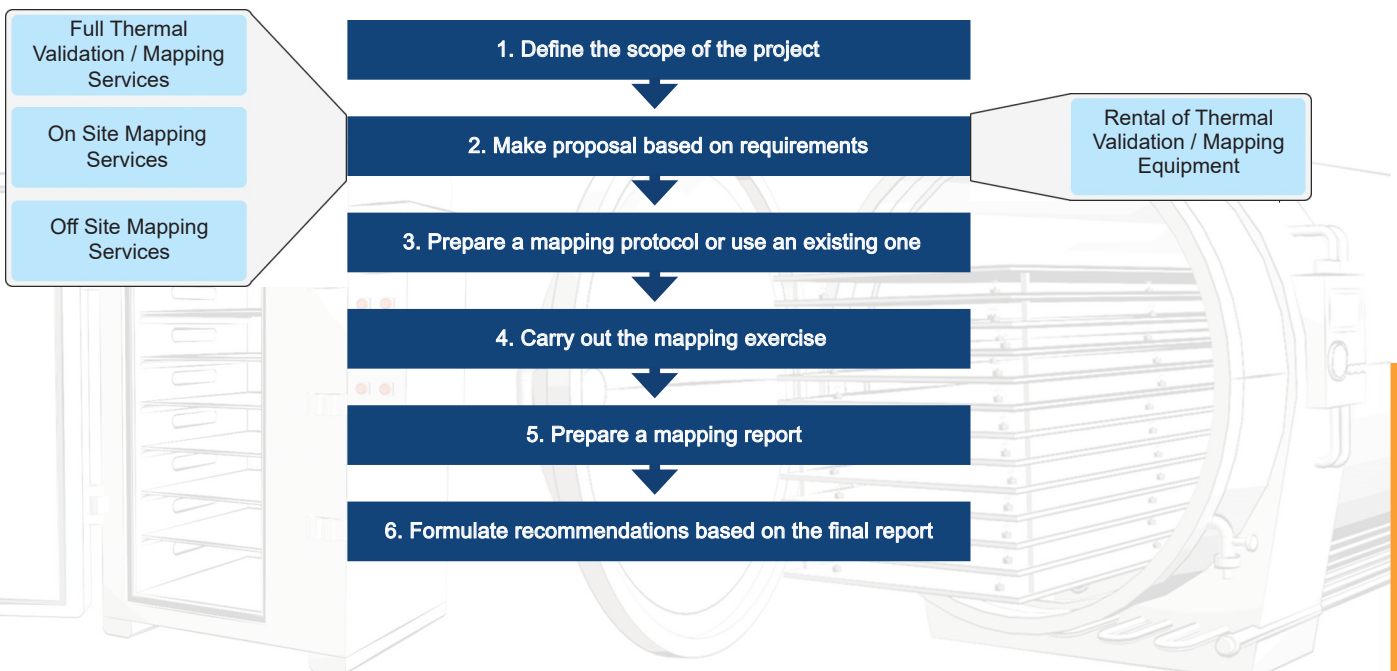 Full Thermal
Validation / Mapping
Services
On Site Mapping
Services
Off Site Mapping
Services
1. Define the scope of the project
2. Make proposal based on requirements
3. Prepare a mapping protocol or use an existing one
4. Carry out the mapping exercise
5. Prepare a mapping report
6. Formulate recommendations based on the final report
Rental of Thermal
Validation / Mapping
Equipment